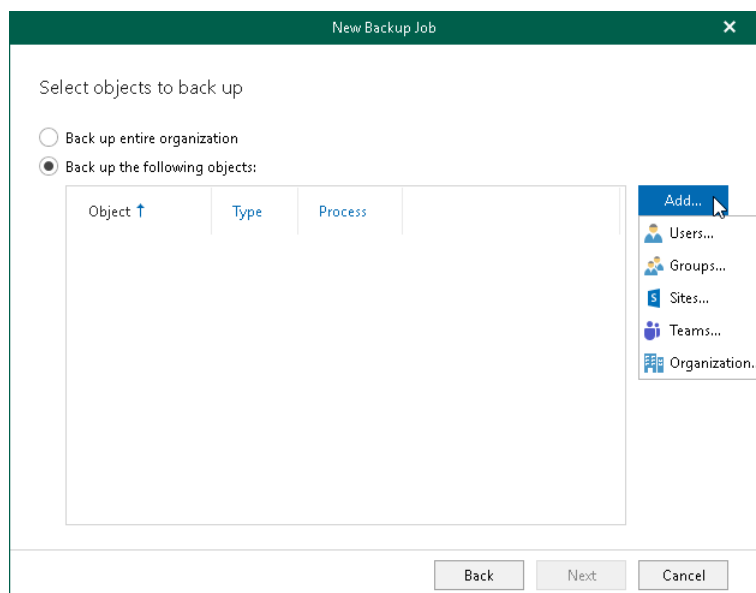 New Backup Job
Select objects to back up
Back up entire organization
Back up the following objects:
Object Type Process
Add...
Users...
Groups...
Sites...
Teams...
Organization..
Back Next Cancel